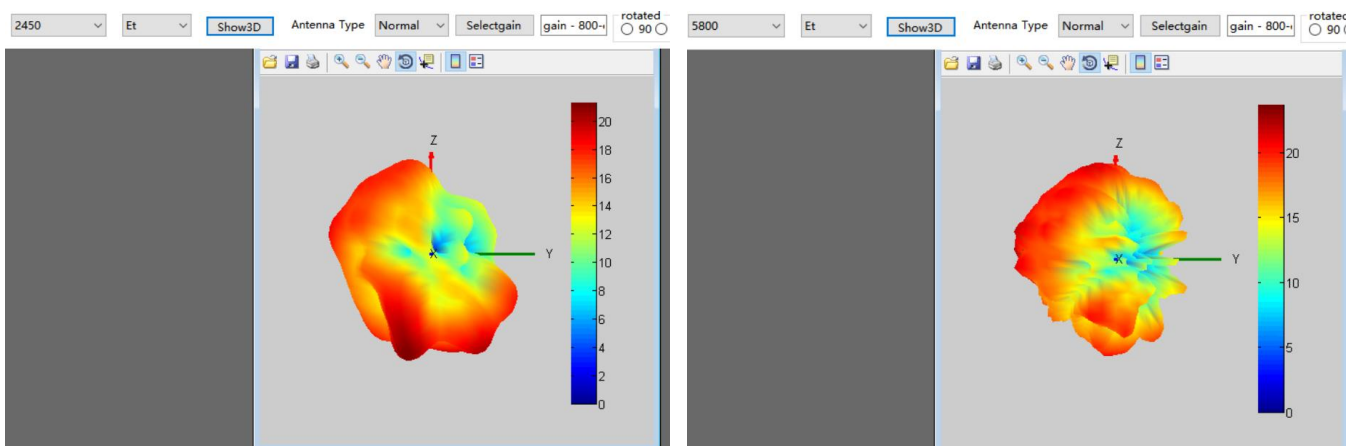 2450 Et Show3D Antenna Type Normal Selectgain gain - 800- rotated 90
20
18
16
14
12
10
8
6
4
2
0
Z
Y
X
5800 Et Show3D Antenna Type Normal Selectgain gain - 800- rotated 90
20
15
10
5
0
Z
Y
X